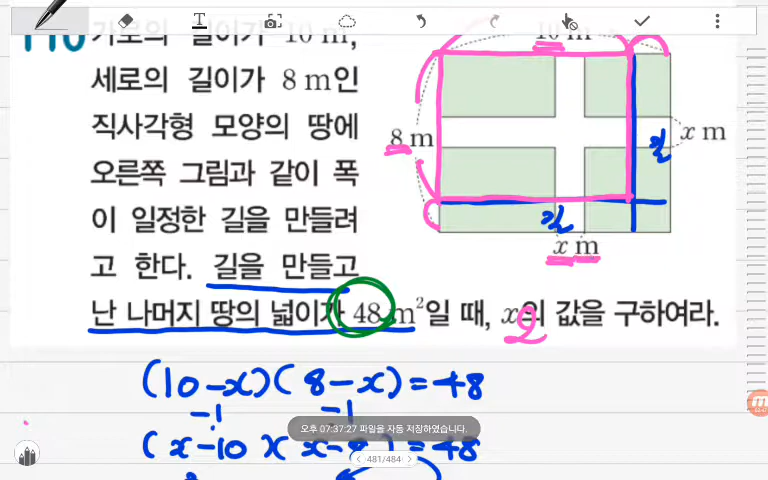 110 가로의 길이가 10 m,
세로의 길이가 8 m인
직사각형 모양의 땅에
오른쪽 그림과 같이 폭
이 일정한 길을 만들려
고 한다. 길을 만들고
난 나머지 땅의 넓이가 48 m²일 때, x의 값을 구하여라.
10 m
8 m
x m
길
길
x m
2
(10-x)(8-x)=48
-1 -1
(x-10)(x-8)=48
오후 07:37:27 파일을 자동 저장하였습니다.
481/484